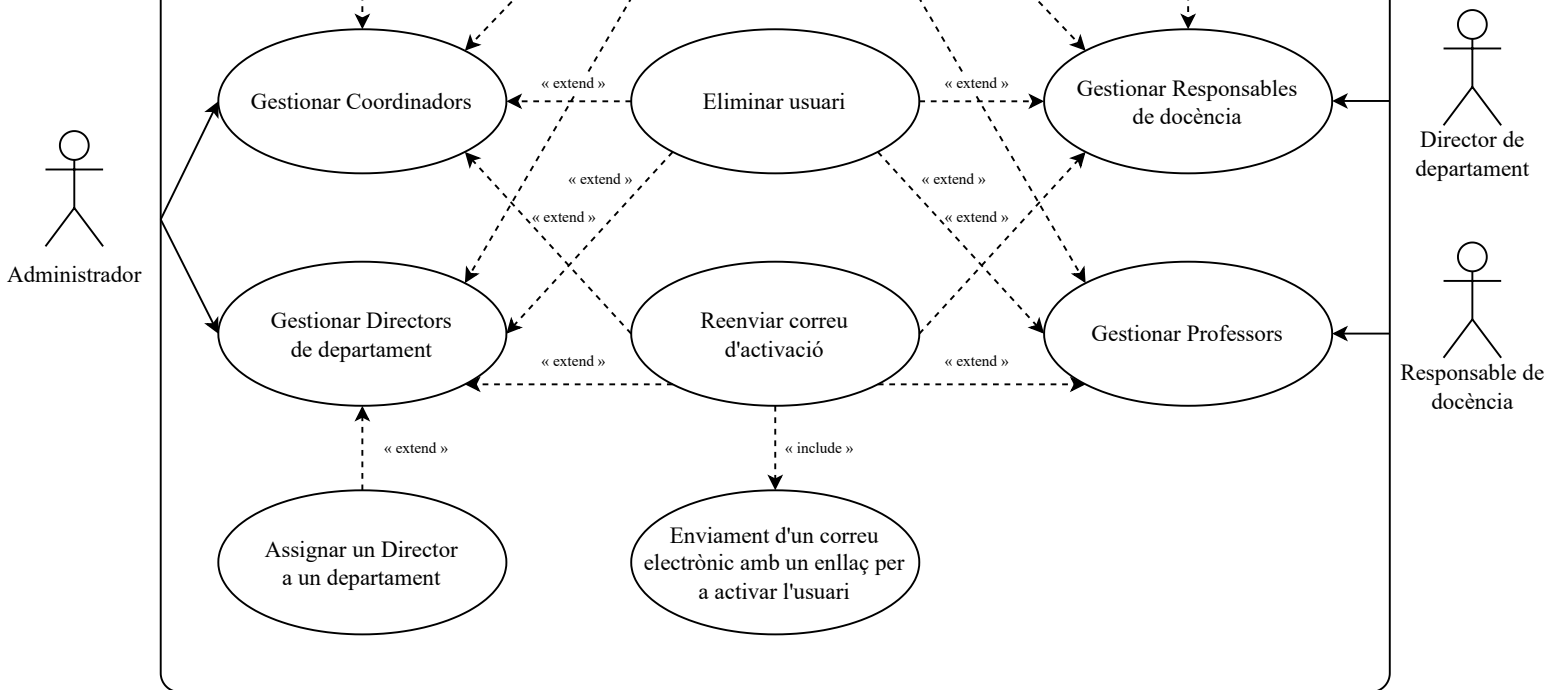 « extend »
« extend »
Gestionar Coordinadors
Eliminar usuari
Gestionar Responsables
de docència
Director de
departament
« extend »
« extend »
« extend »
« extend »
Administrador
Gestionar Directors
de departament
Reenviar correu
d'activació
Gestionar Professors
« extend »
« extend »
Responsable de
docència
« extend »
« include »
Assignar un Director
a un departament
Enviament d'un correu
electrònic amb un enllaç per
a activar l'usuari